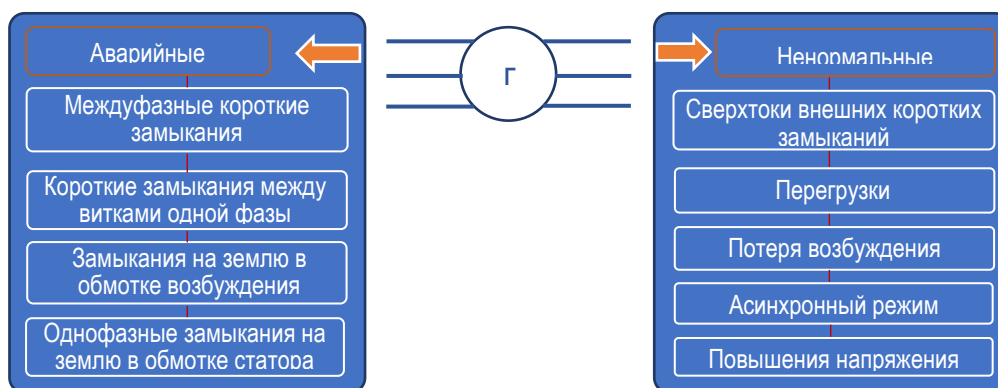 Аварийные
Междуфазные короткие
замыкания
Короткие замыкания между
витками одной фазы
Замыкания на землю в
обмотке возбуждения
Однофазные замыкания на
землю в обмотке статора
Г
Ненормальные
Сверхтоки внешних коротких
замыканий
Перегрузки
Потеря возбуждения
Асинхронный режим
Повышения напряжения